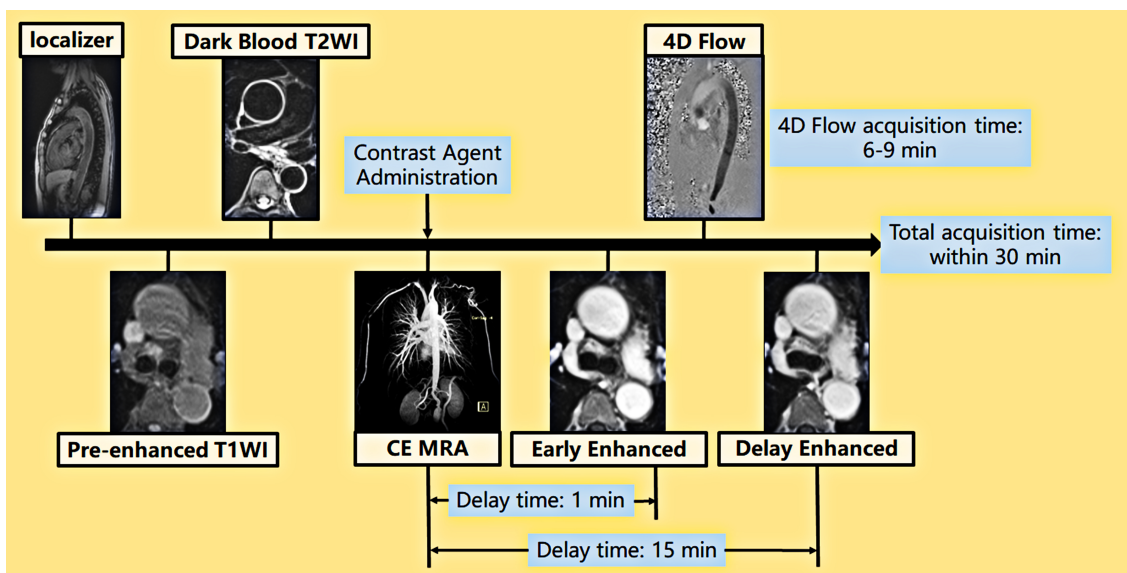 localizer
Dark Blood T2WI
4D Flow
4D Flow acquisition time:
6-9 min
Contrast Agent
Administration
Total acquisition time:
within 30 min
A
Pre-enhanced T1WI
CE MRA
Early Enhanced
Delay Enhanced
Delay time: 1 min
Delay time: 15 min